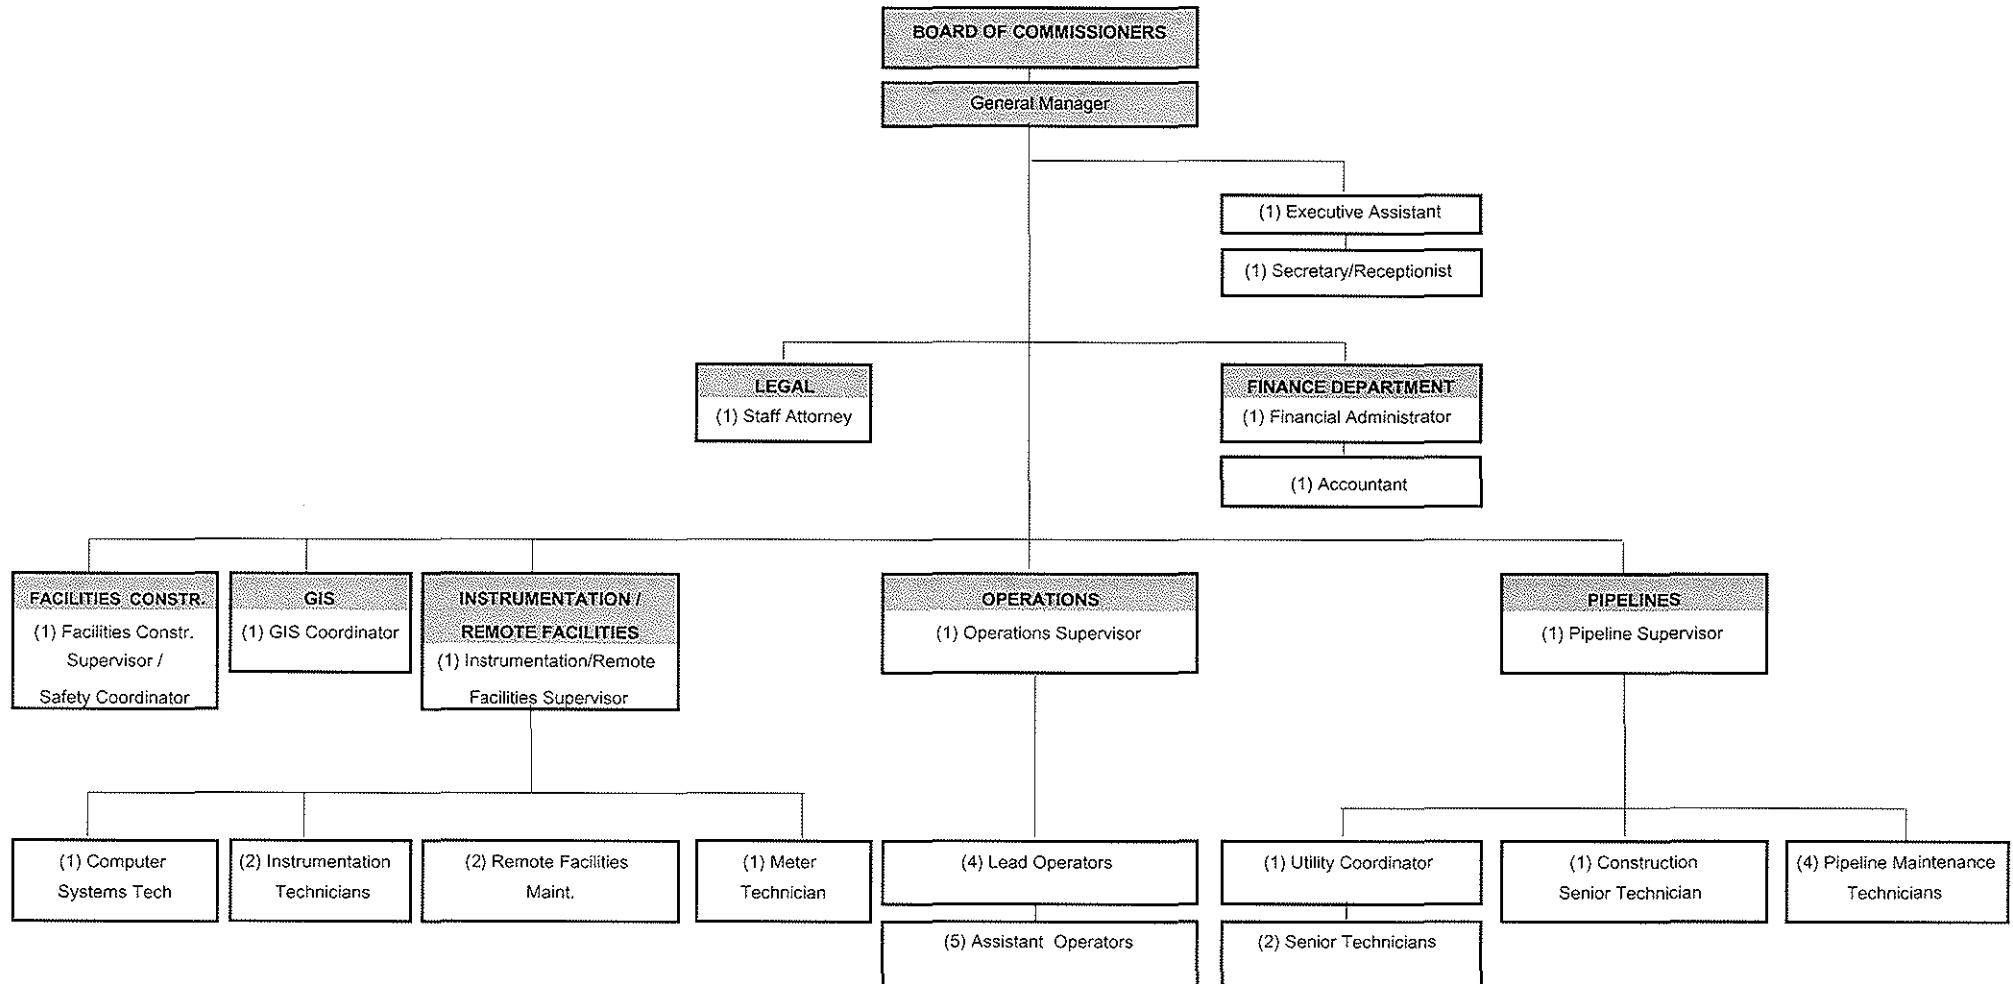 BOARD OF COMMISSIONERS
General Manager
(1) Executive Assistant
(1) Secretary/Receptionist
LEGAL
(1) Staff Attorney
FINANCE DEPARTMENT
(1) Financial Administrator
(1) Accountant
FACILITIES CONSTR.
(1) Facilities Constr.
Supervisor /
Safety Coordinator
GIS
(1) GIS Coordinator
INSTRUMENTATION /
REMOTE FACILITIES
(1) Instrumentation/Remote
Facilities Supervisor
OPERATIONS
(1) Operations Supervisor
PIPELINES
(1) Pipeline Supervisor
(1) Computer
Systems Tech
(2) Instrumentation
Technicians
(2) Remote Facilities
Maint.
(1) Meter
Technician
(4) Lead Operators
(5) Assistant Operators
(1) Utility Coordinator
(2) Senior Technicians
(1) Construction
Senior Technician
(4) Pipeline Maintenance
Technicians